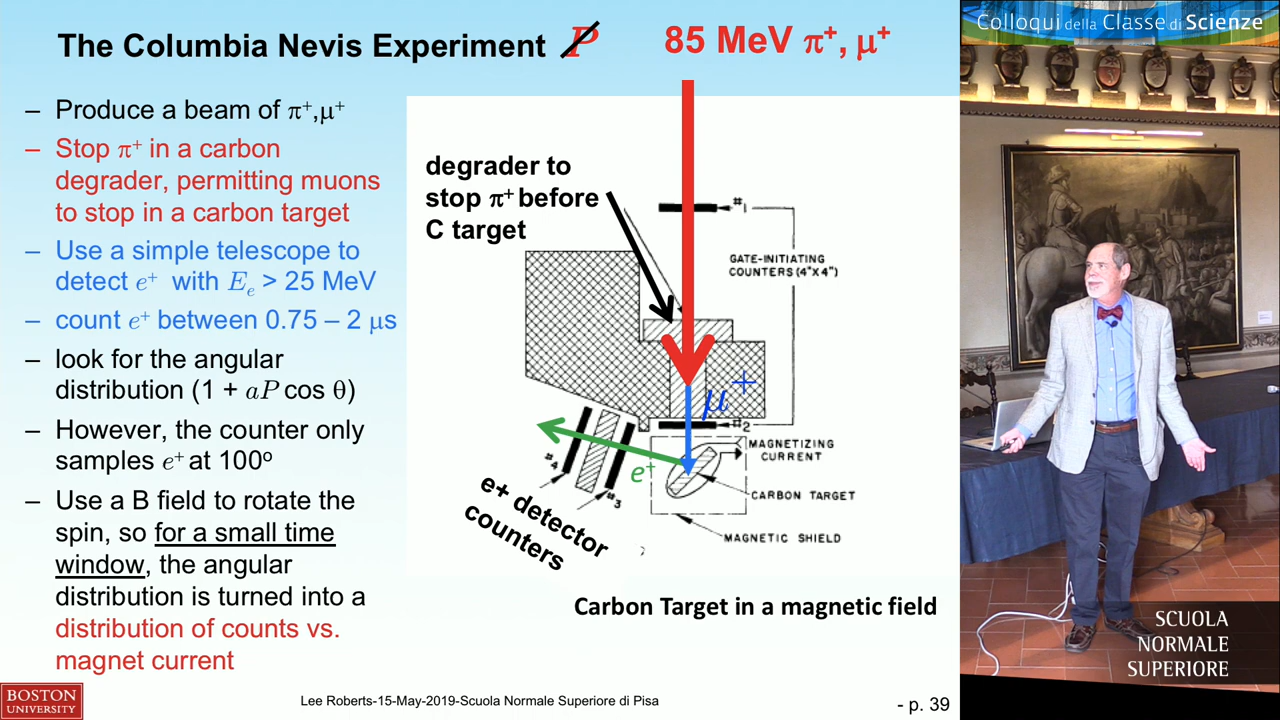 The Columbia Nevis Experiment P
85 MeV π⁺, μ⁺
– Produce a beam of π⁺,μ⁺
– Stop π⁺ in a carbon
degrader, permitting muons
to stop in a carbon target
– Use a simple telescope to
detect e⁺ with Eₑ > 25 MeV
– count e⁺ between 0.75 – 2 μs
– look for the angular
distribution (1 + aP cos θ)
– However, the counter only
samples e⁺ at 100º
– Use a B field to rotate the
spin, so for a small time
window, the angular
distribution is turned into a
distribution of counts vs.
magnet current
degrader to
stop π⁺ before
C target
#1
GATE-INITIATING
COUNTERS (4"X4")
μ⁺
#2
MAGNETIZING
CURRENT
e⁺
#4
#3
CARBON TARGET
e+ detector
counters
MAGNETIC SHIELD
Carbon Target in a magnetic field
BOSTON
UNIVERSITY
Lee Roberts-15-May-2019-Scuola Normale Superiore di Pisa
- p. 39
Colloqui della Classe di Scienze
SCUOLA
NORMALE
SUPERIORE